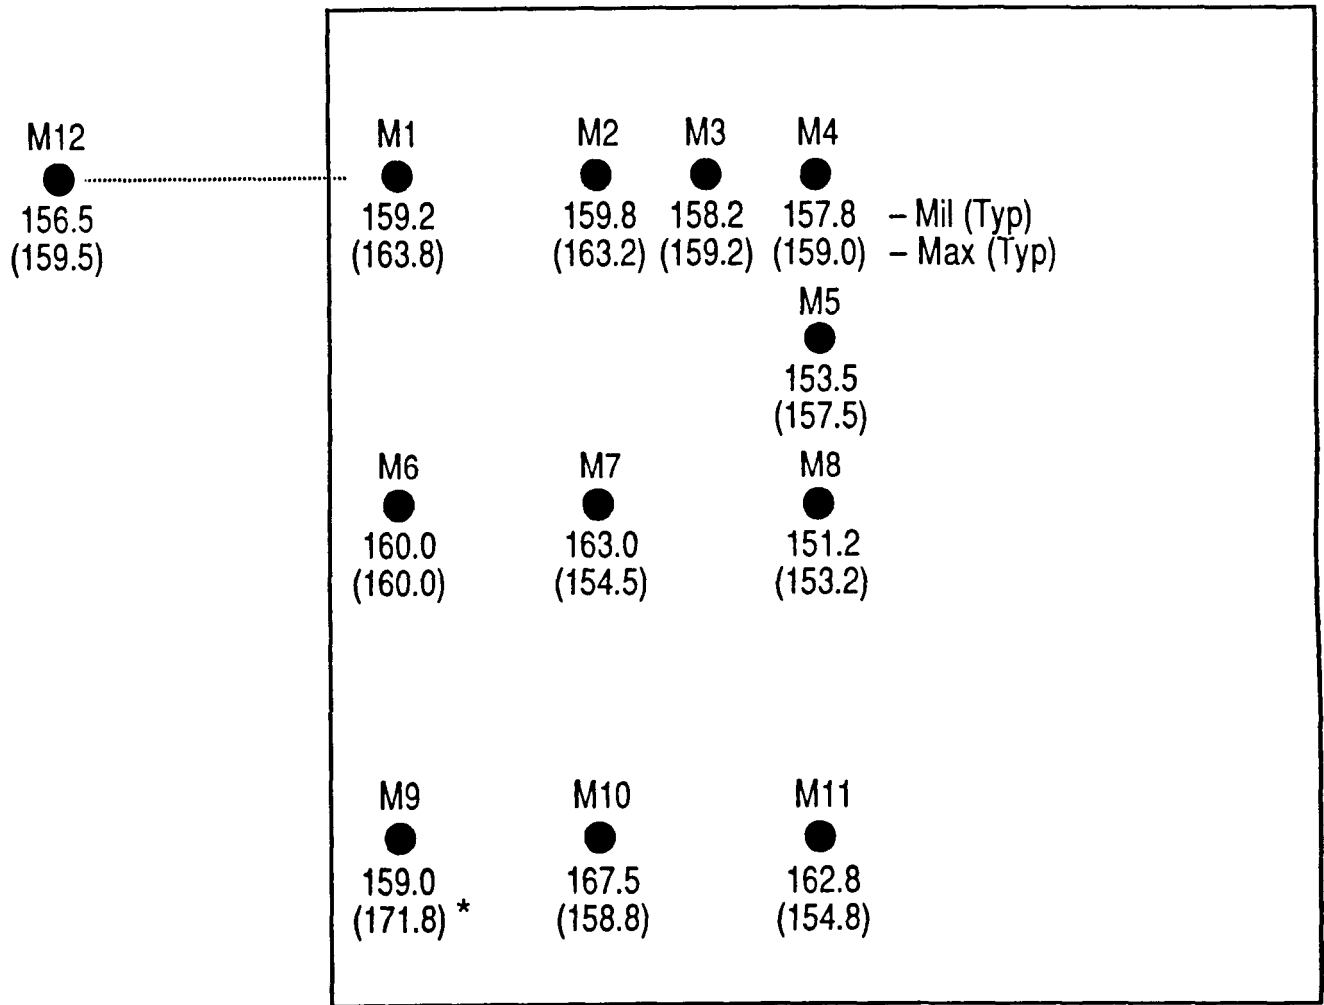 M12 M1 M2 M3 M4
156.5 159.2 159.8 158.2 157.8 – Mil (Typ)
(159.5) (163.8) (163.2) (159.2) (159.0) – Max (Typ)
M5
153.5
(157.5)
M6 M7 M8
160.0 163.0 151.2
(160.0) (154.5) (153.2)
M9 M10 M11
159.0 167.5 162.8
(171.8) * (158.8) (154.8)